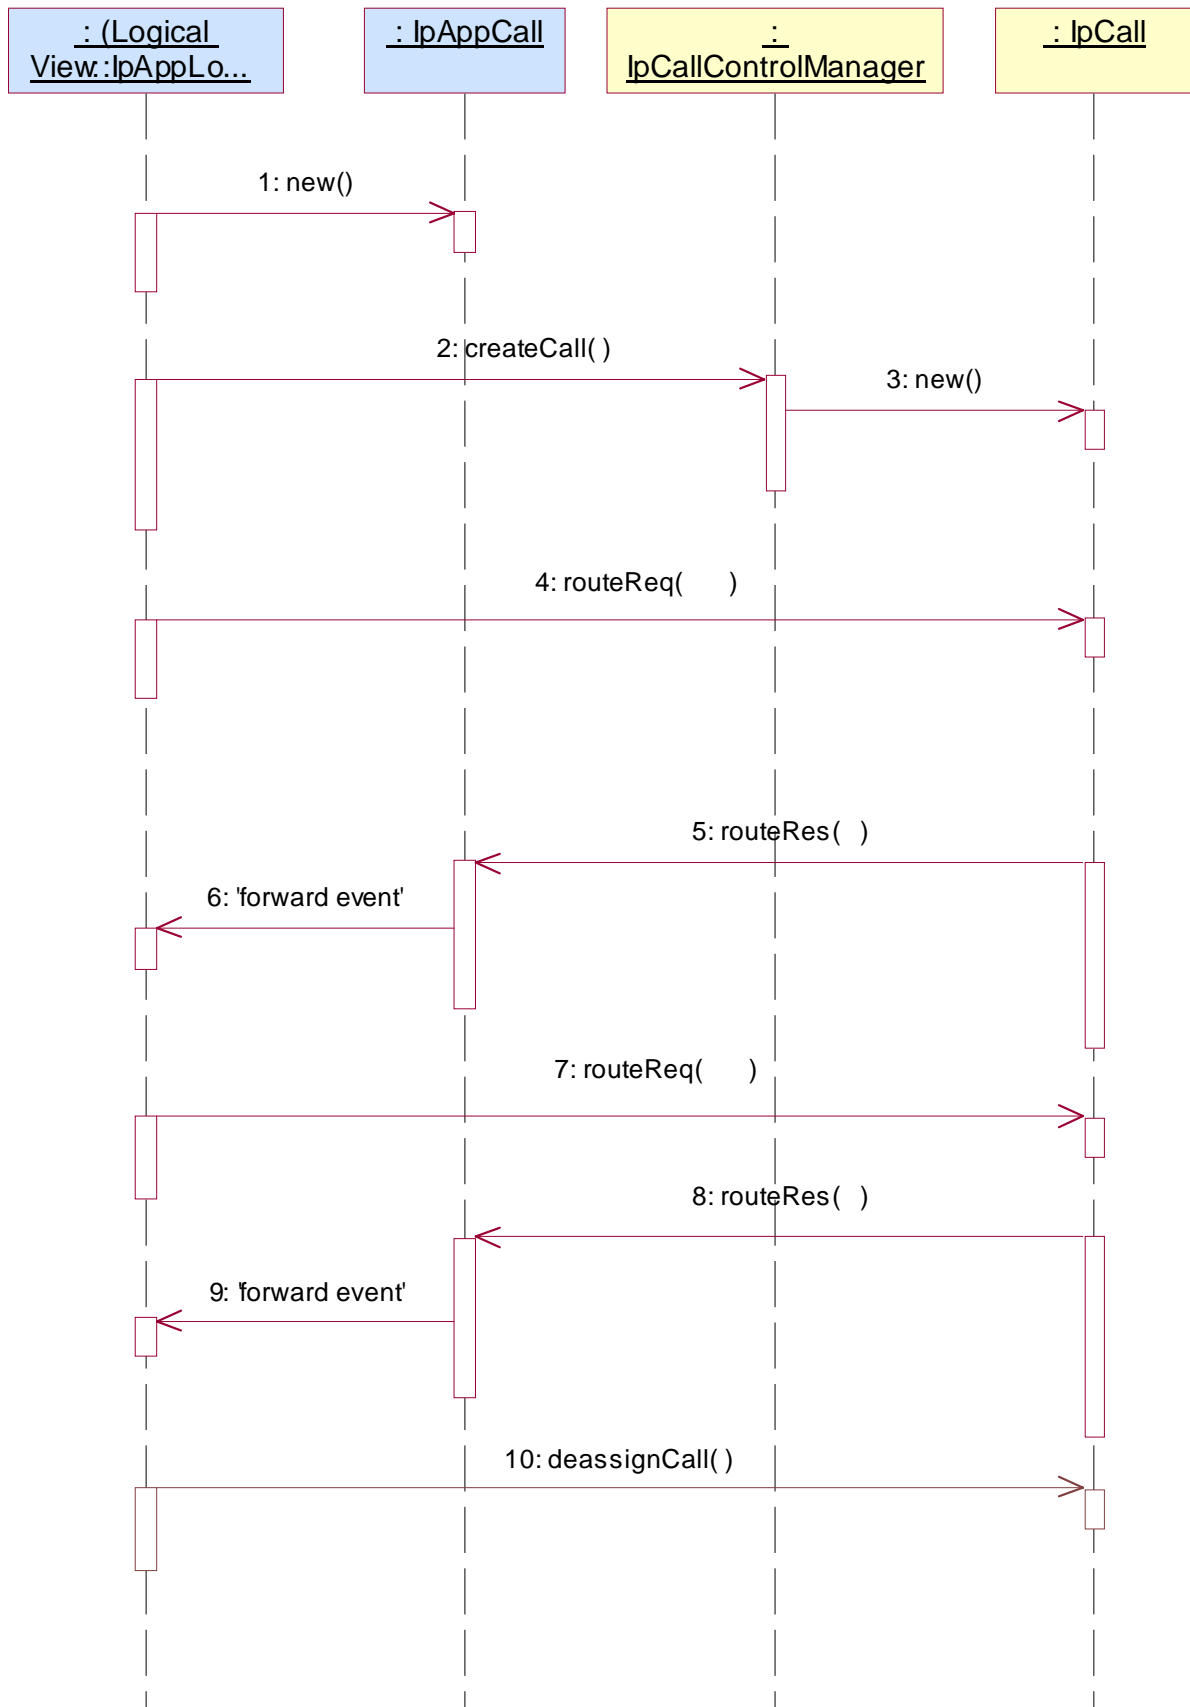 : (Logical
View::IpAppLo...
: IpAppCall
:
IpCallControlManager
: IpCall
1: new()
2: createCall( )
3: new()
4: routeReq(      )
5: routeRes(   )
6: 'forward event'
7: routeReq(      )
8: routeRes(   )
9: 'forward event'
10: deassignCall( )